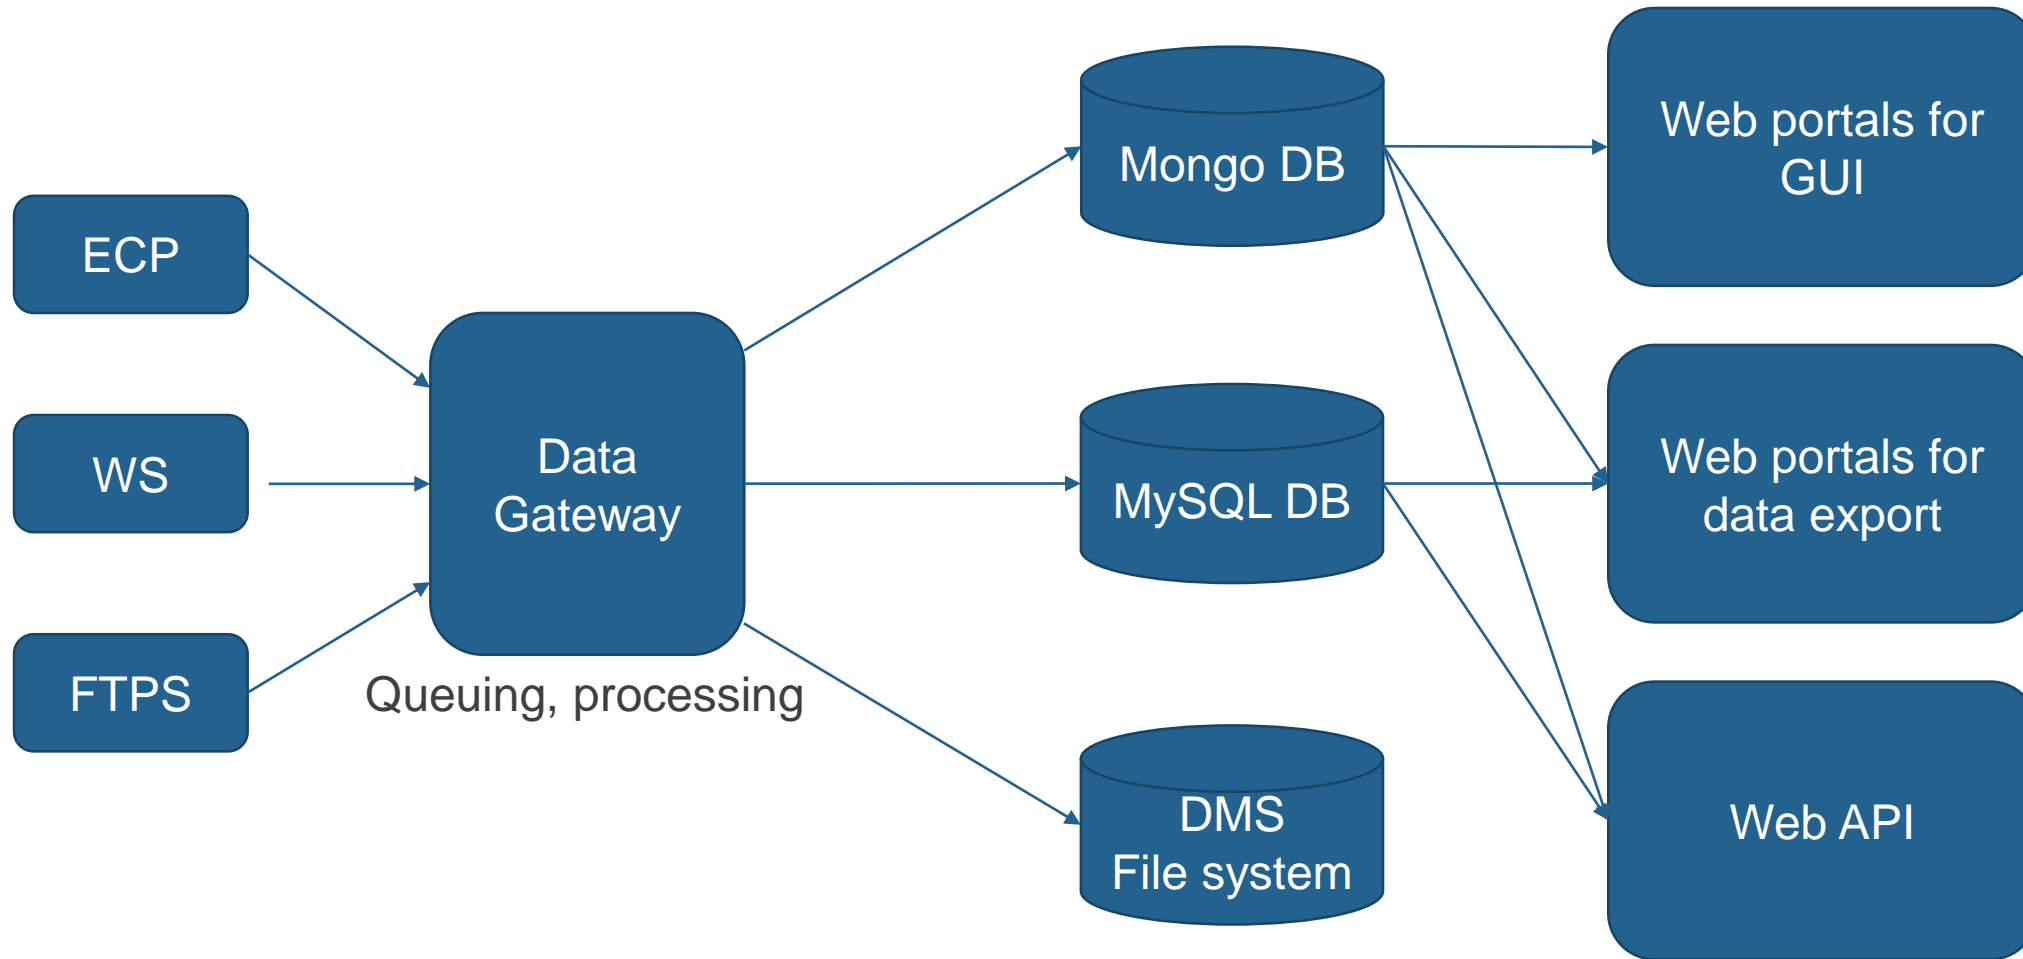 ECP
WS
FTPS
Data
Gateway
Queuing, processing
Mongo DB
MySQL DB
DMS
File system
Web portals for
GUI
Web portals for
data export
Web API